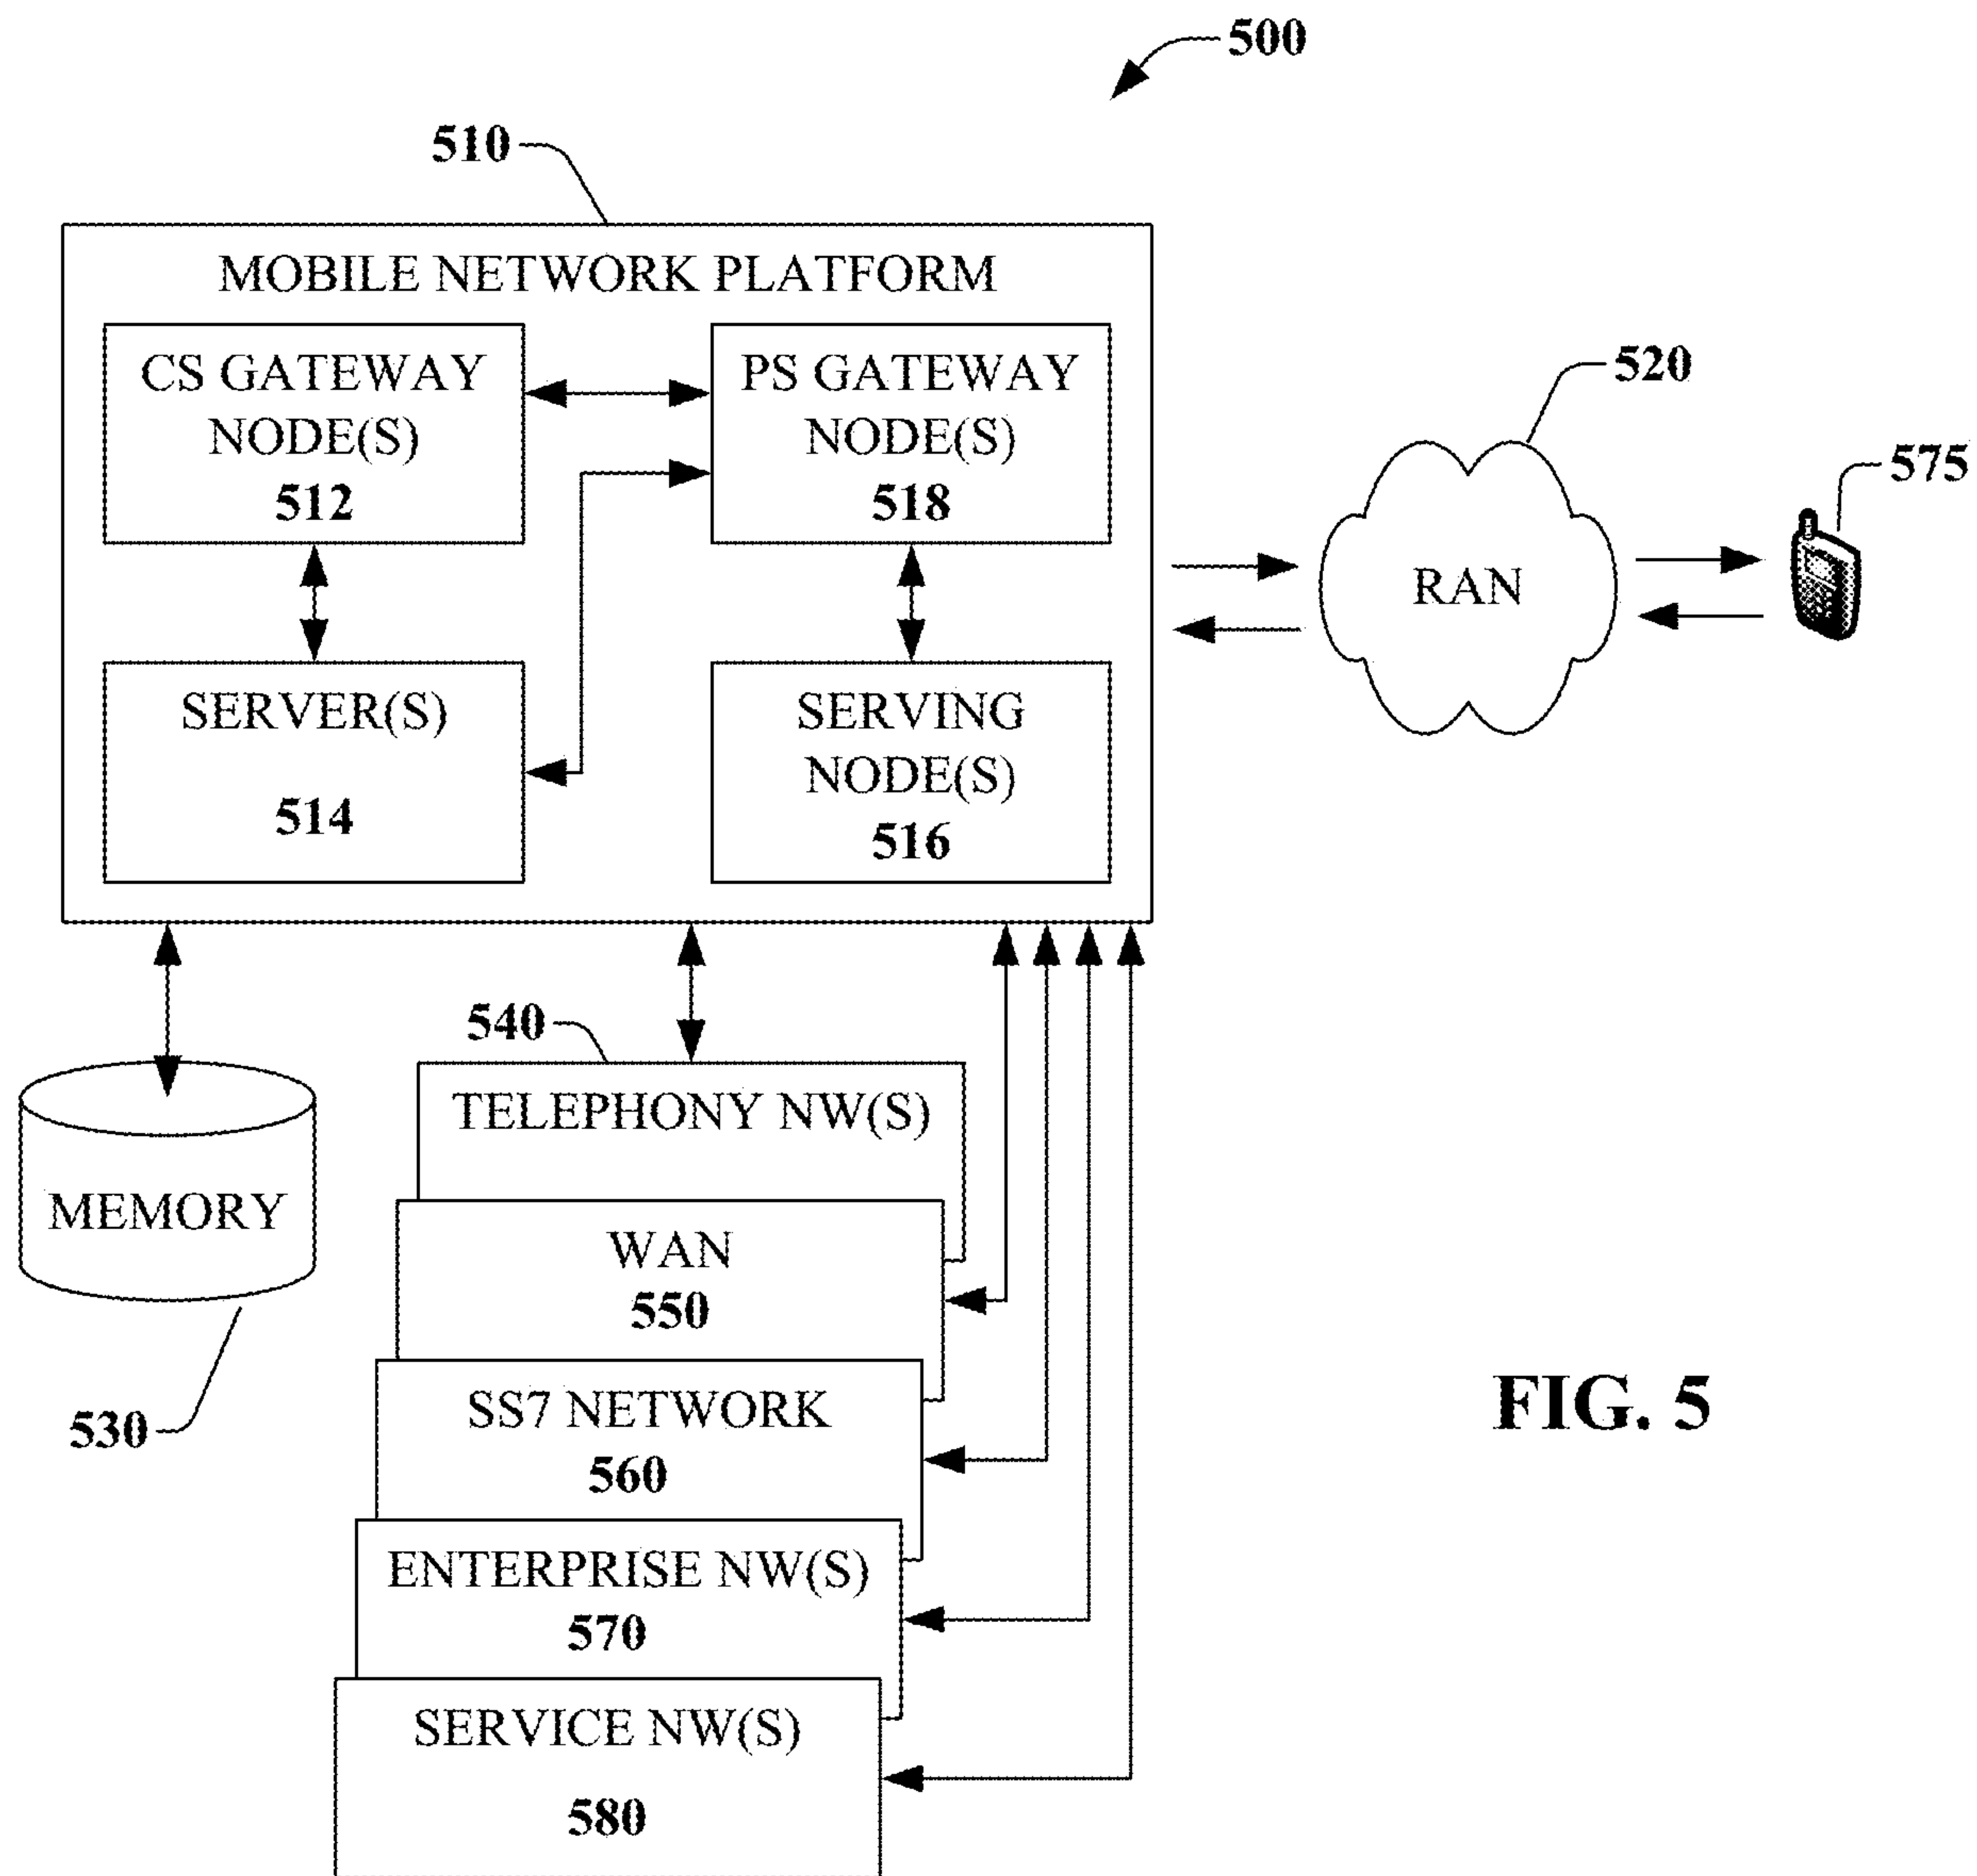 500
510
MOBILE NETWORK PLATFORM
CS GATEWAY
NODE(S)
512
PS GATEWAY
NODE(S)
518
SERVER(S)
514
SERVING
NODE(S)
516
520
RAN
575
540
TELEPHONY NW(S)
MEMORY
530
WAN
550
SS7 NETWORK
560
ENTERPRISE NW(S)
570
SERVICE NW(S)
580
FIG. 5